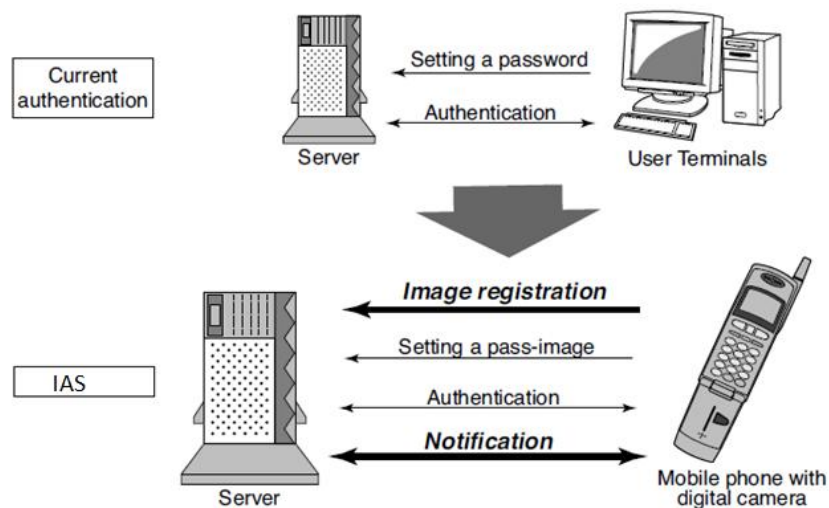 Current
authentication
Setting a password
Authentication
Server
User Terminals
Image registration
Setting a pass-image
IAS
Authentication
Notification
Server
Mobile phone with
digital camera